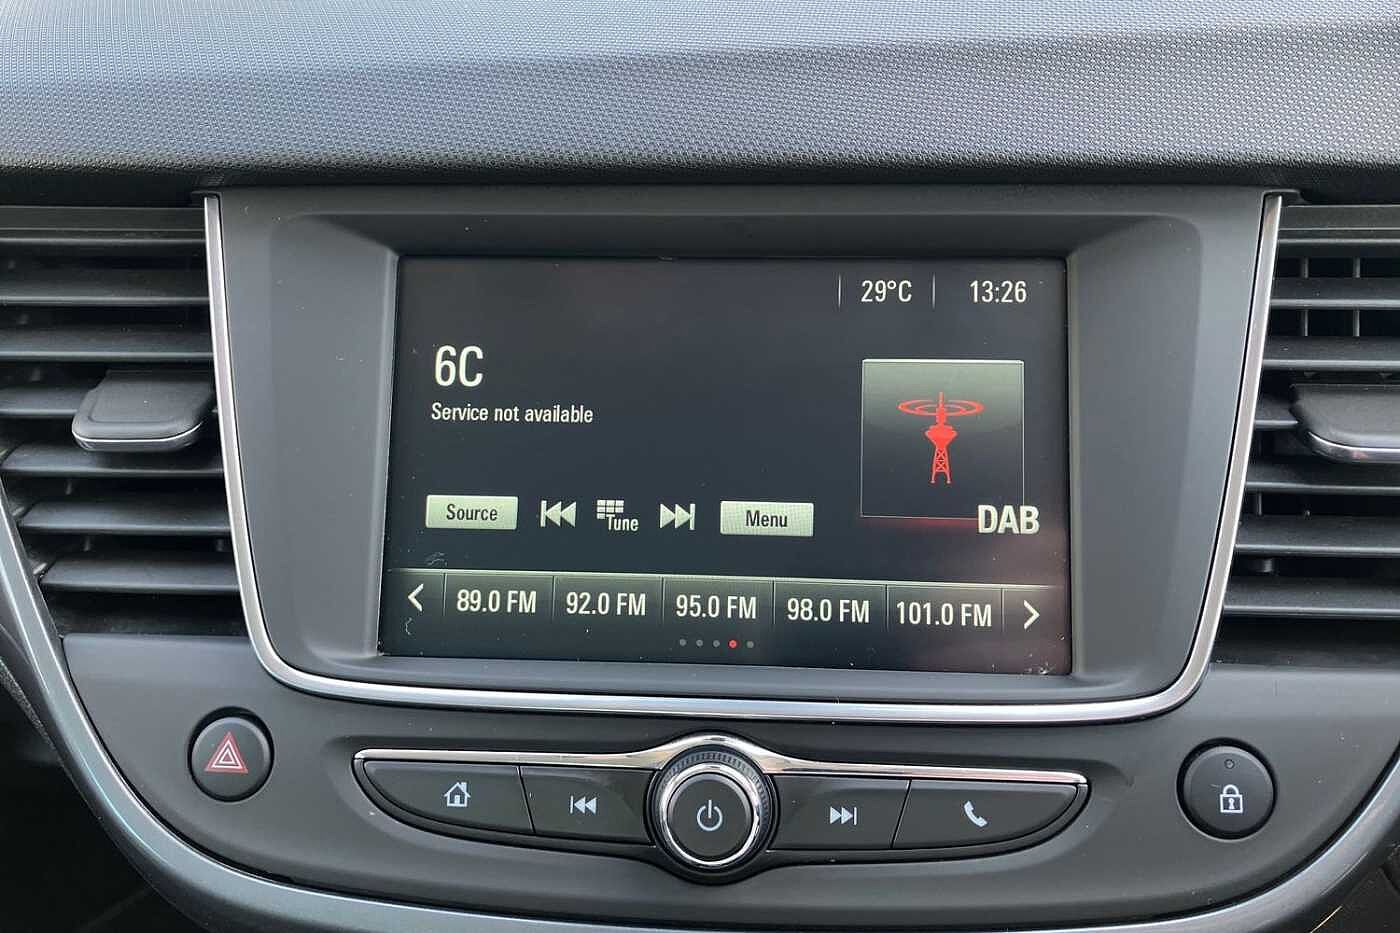 29°C 13:26
6C
Service not available
Source Tune Menu
DAB
89.0 FM 92.0 FM 95.0 FM 98.0 FM 101.0 FM